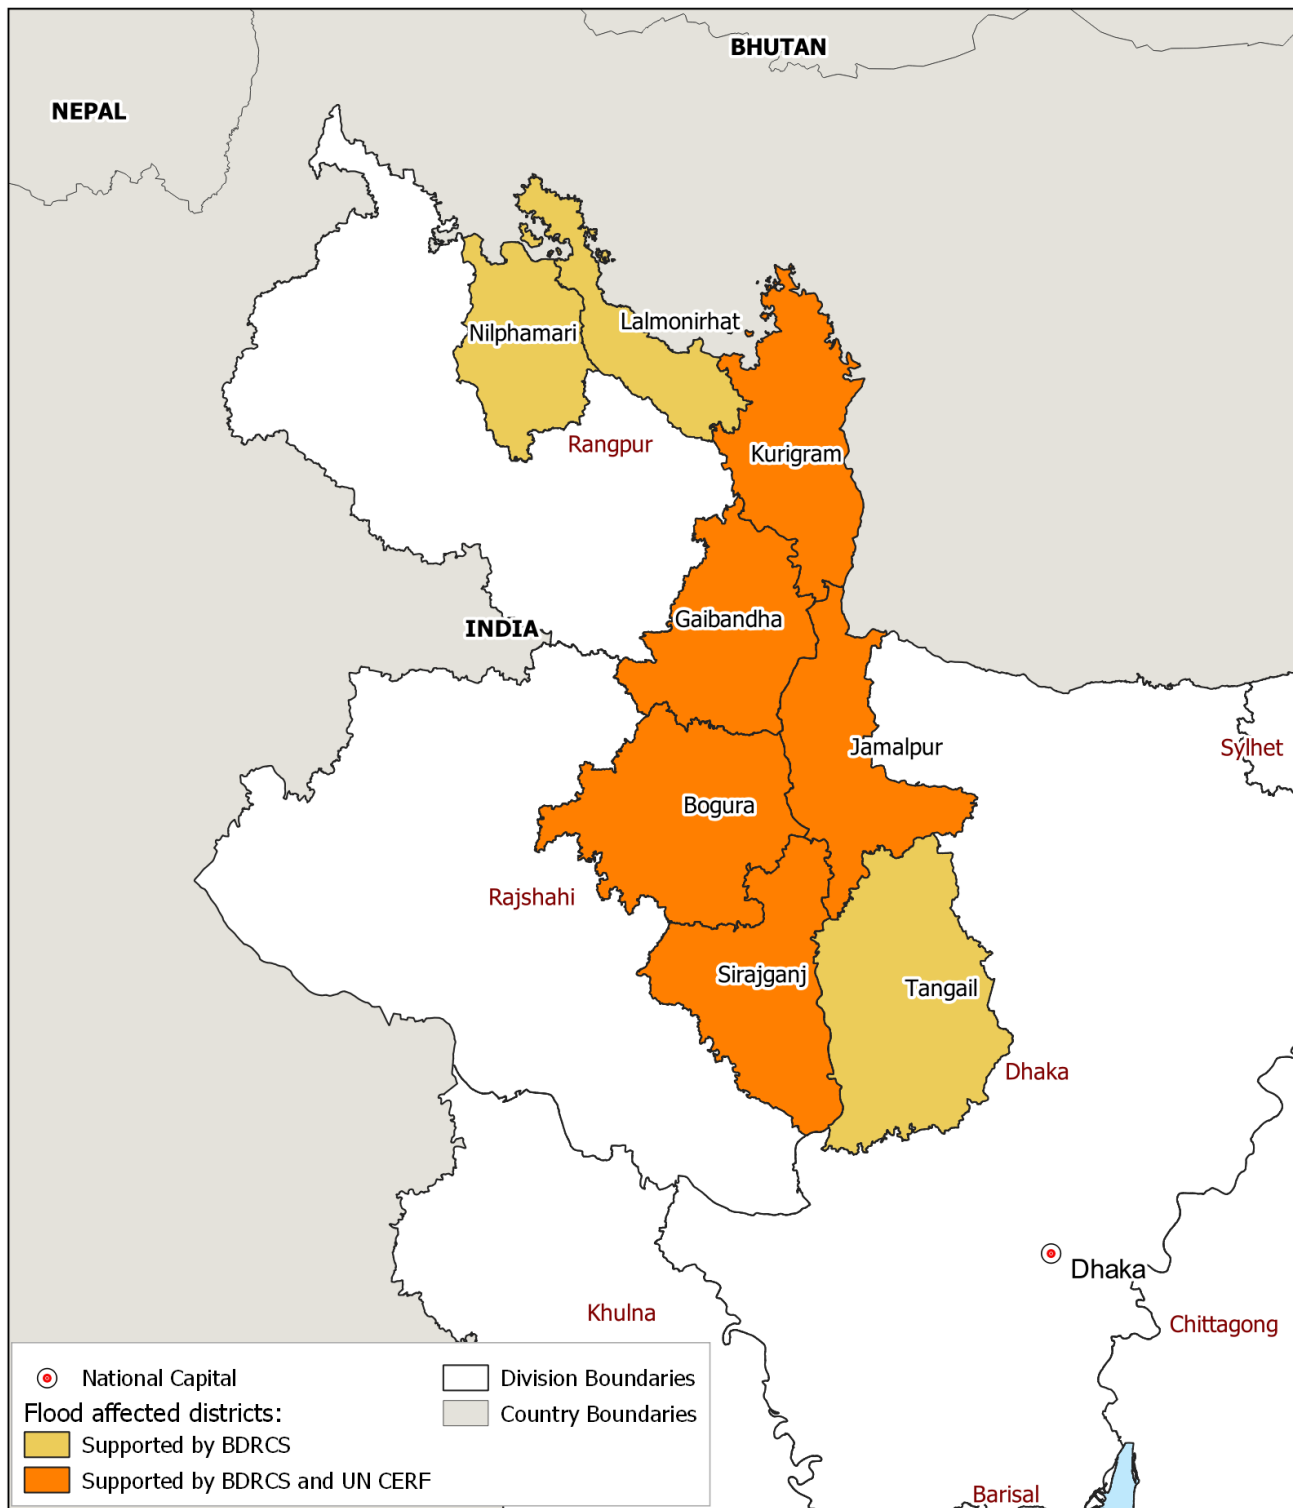 BHUTAN
NEPAL
Lalmonirhat
Nilphamari
Rangpur
Kurigram
Gaibandha
INDIA
Jamalpur
Sylhet
Bogura
Rajshahi
Sirajganj
Tangail
Dhaka
Dhaka
Khulna
Chittagong
National Capital
Division Boundaries
Flood affected districts:
Country Boundaries
Supported by BDRCS
Supported by BDRCS and UN CERF
Barisal